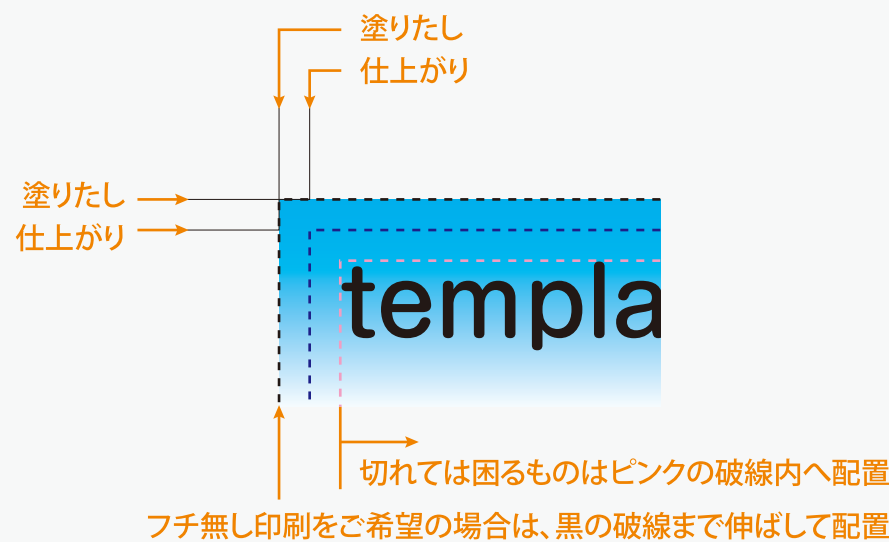 塗りたし
仕上がり
塗りたし
仕上がり
templa
切れては困るものはピンクの破線内へ配置
フチ無し印刷をご希望の場合は、黒の破線まで伸ばして配置